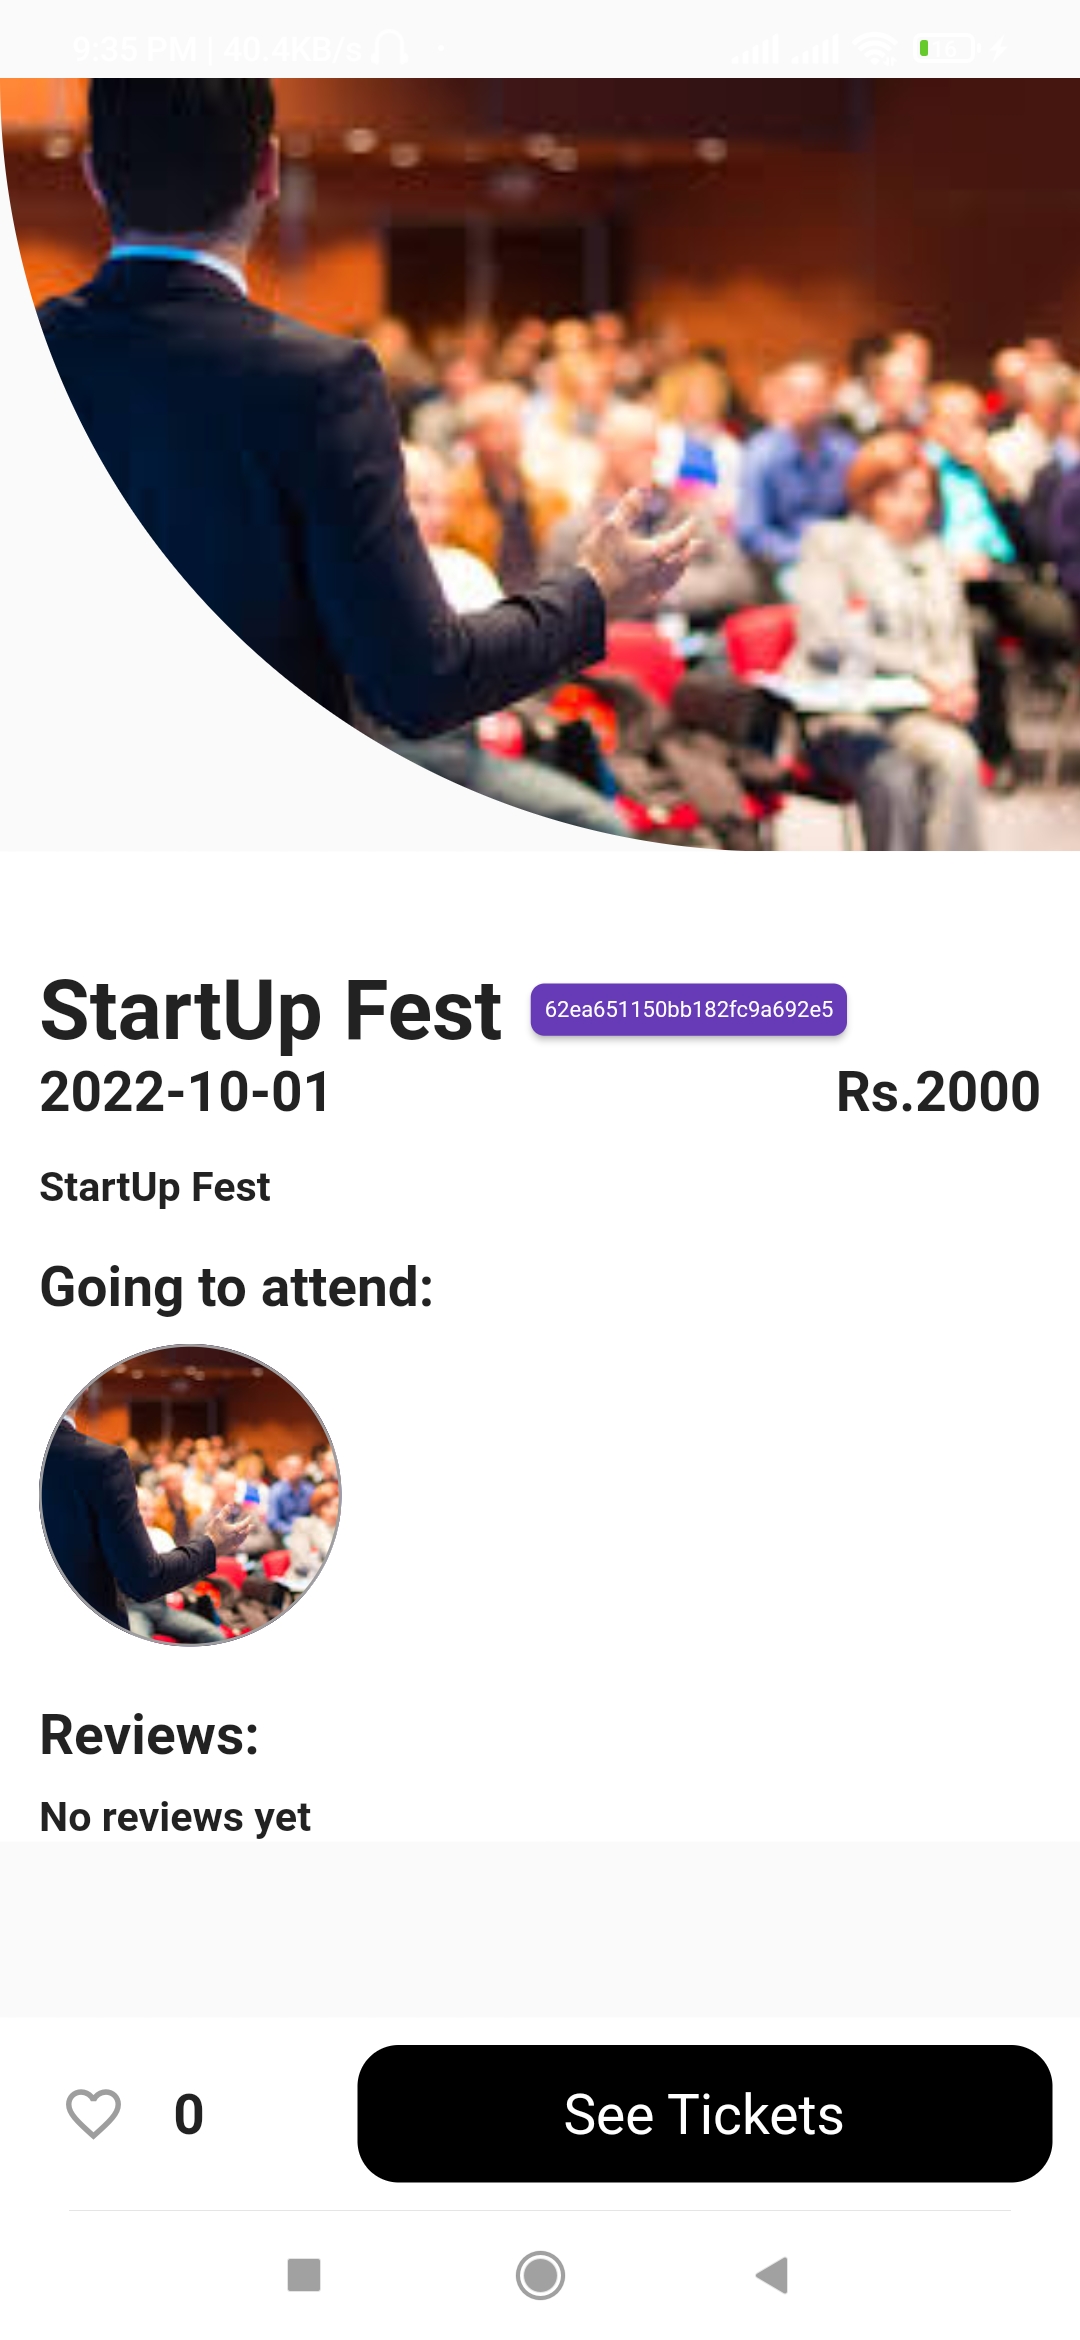 9:35 PM | 40.4KB/s
16
StartUp Fest
62ea651150bb182fc9a692e5
2022-10-01
Rs.2000
StartUp Fest
Going to attend:
Reviews:
No reviews yet
0
See Tickets